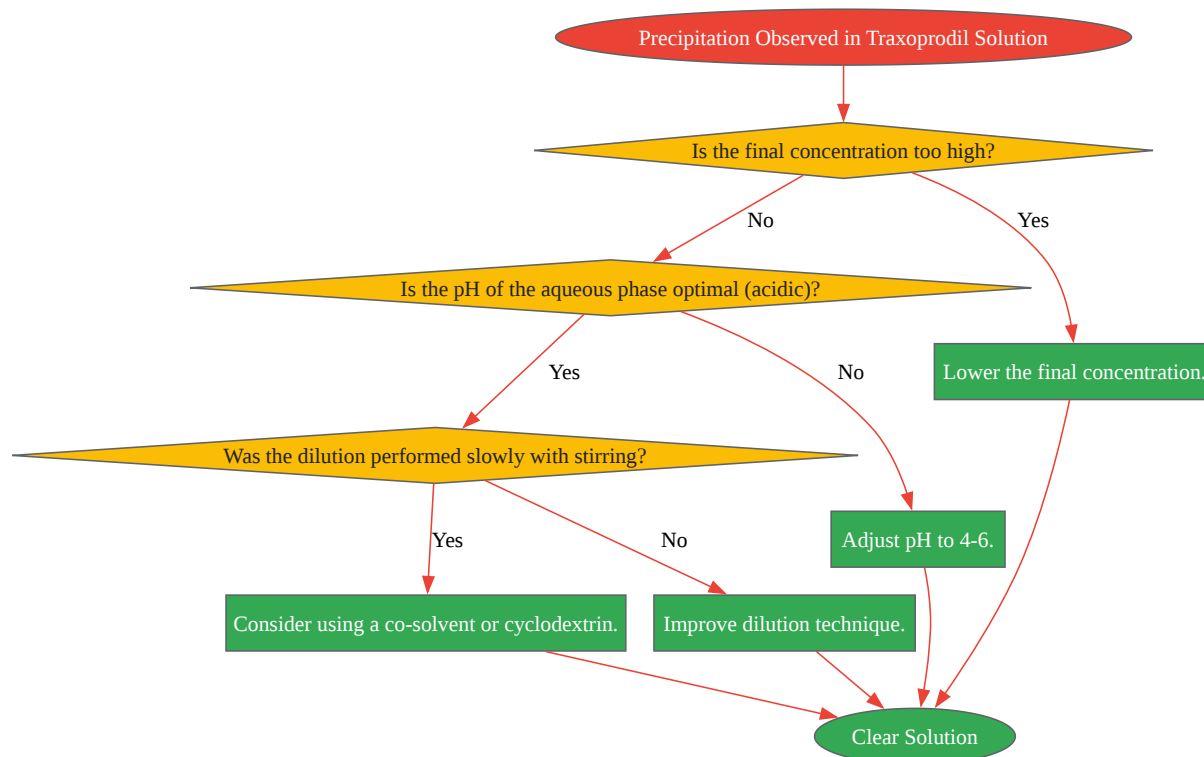 Precipitation Observed in Traxoprodil Solution
Is the final concentration too high?
No
Yes
Is the pH of the aqueous phase optimal (acidic)?
Yes
No
Lower the final concentration.
Was the dilution performed slowly with stirring?
Yes
No
Adjust pH to 4-6.
Consider using a co-solvent or cyclodextrin.
Improve dilution technique.
Clear Solution